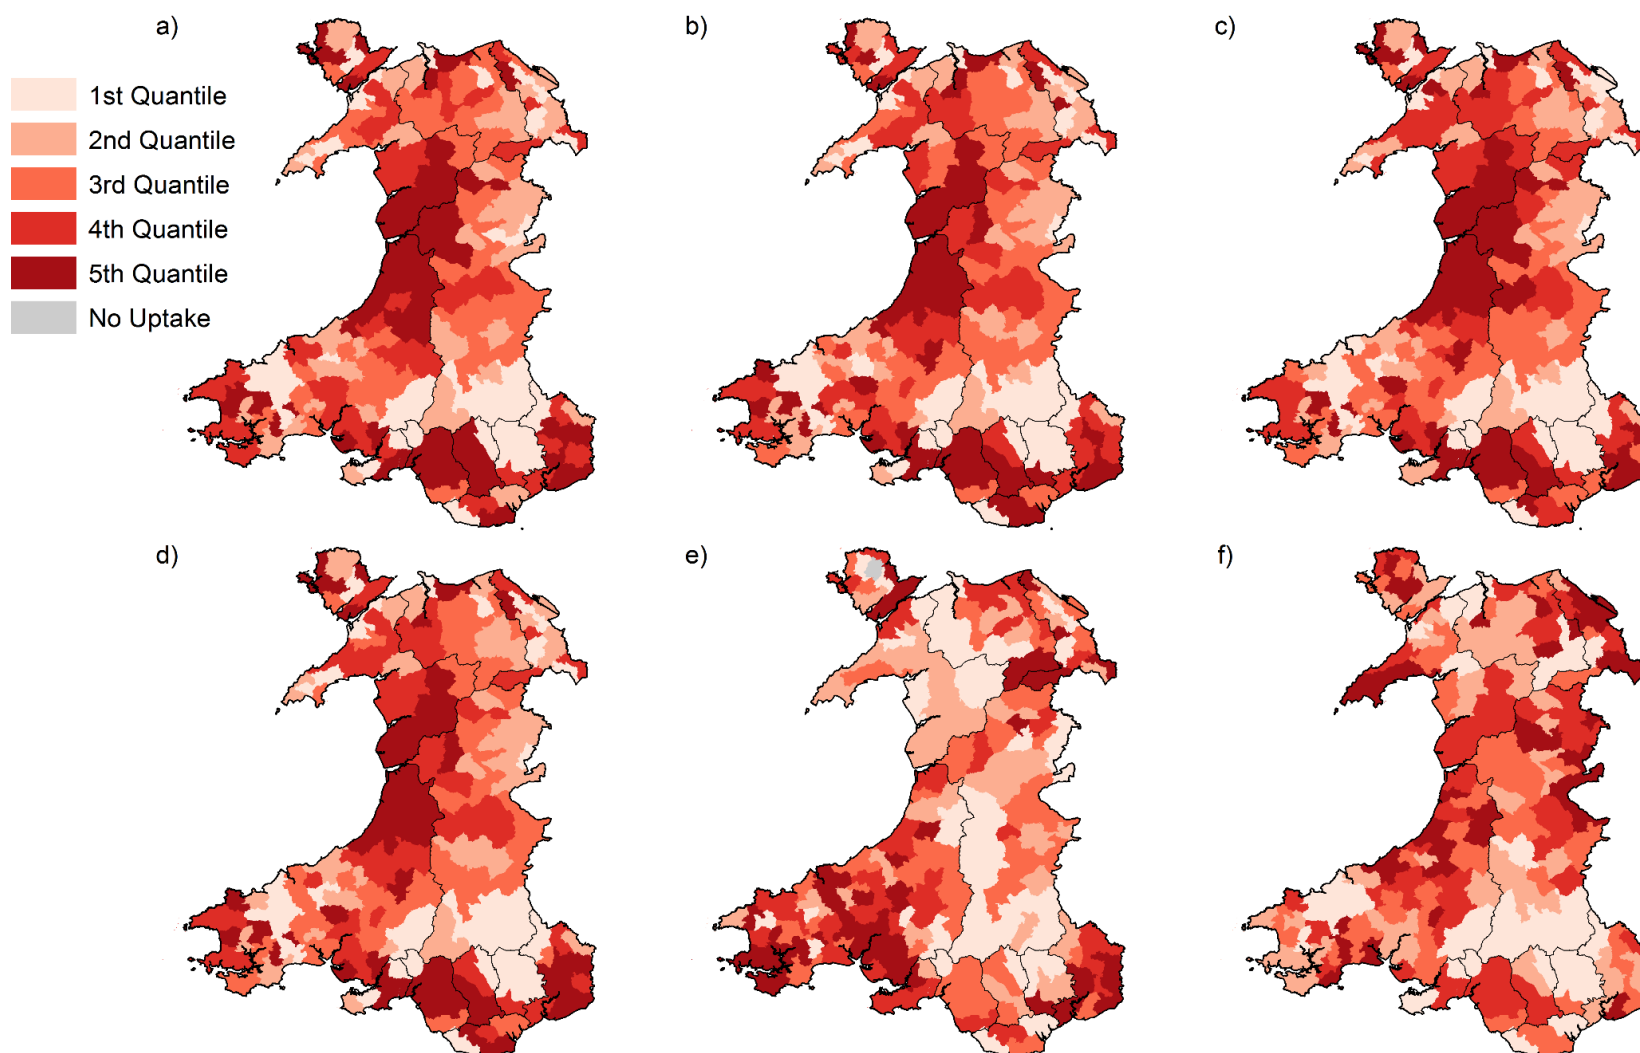 a)
b)
c)
1st Quantile
2nd Quantile
3rd Quantile
4th Quantile
5th Quantile
No Uptake
d)
e)
f)